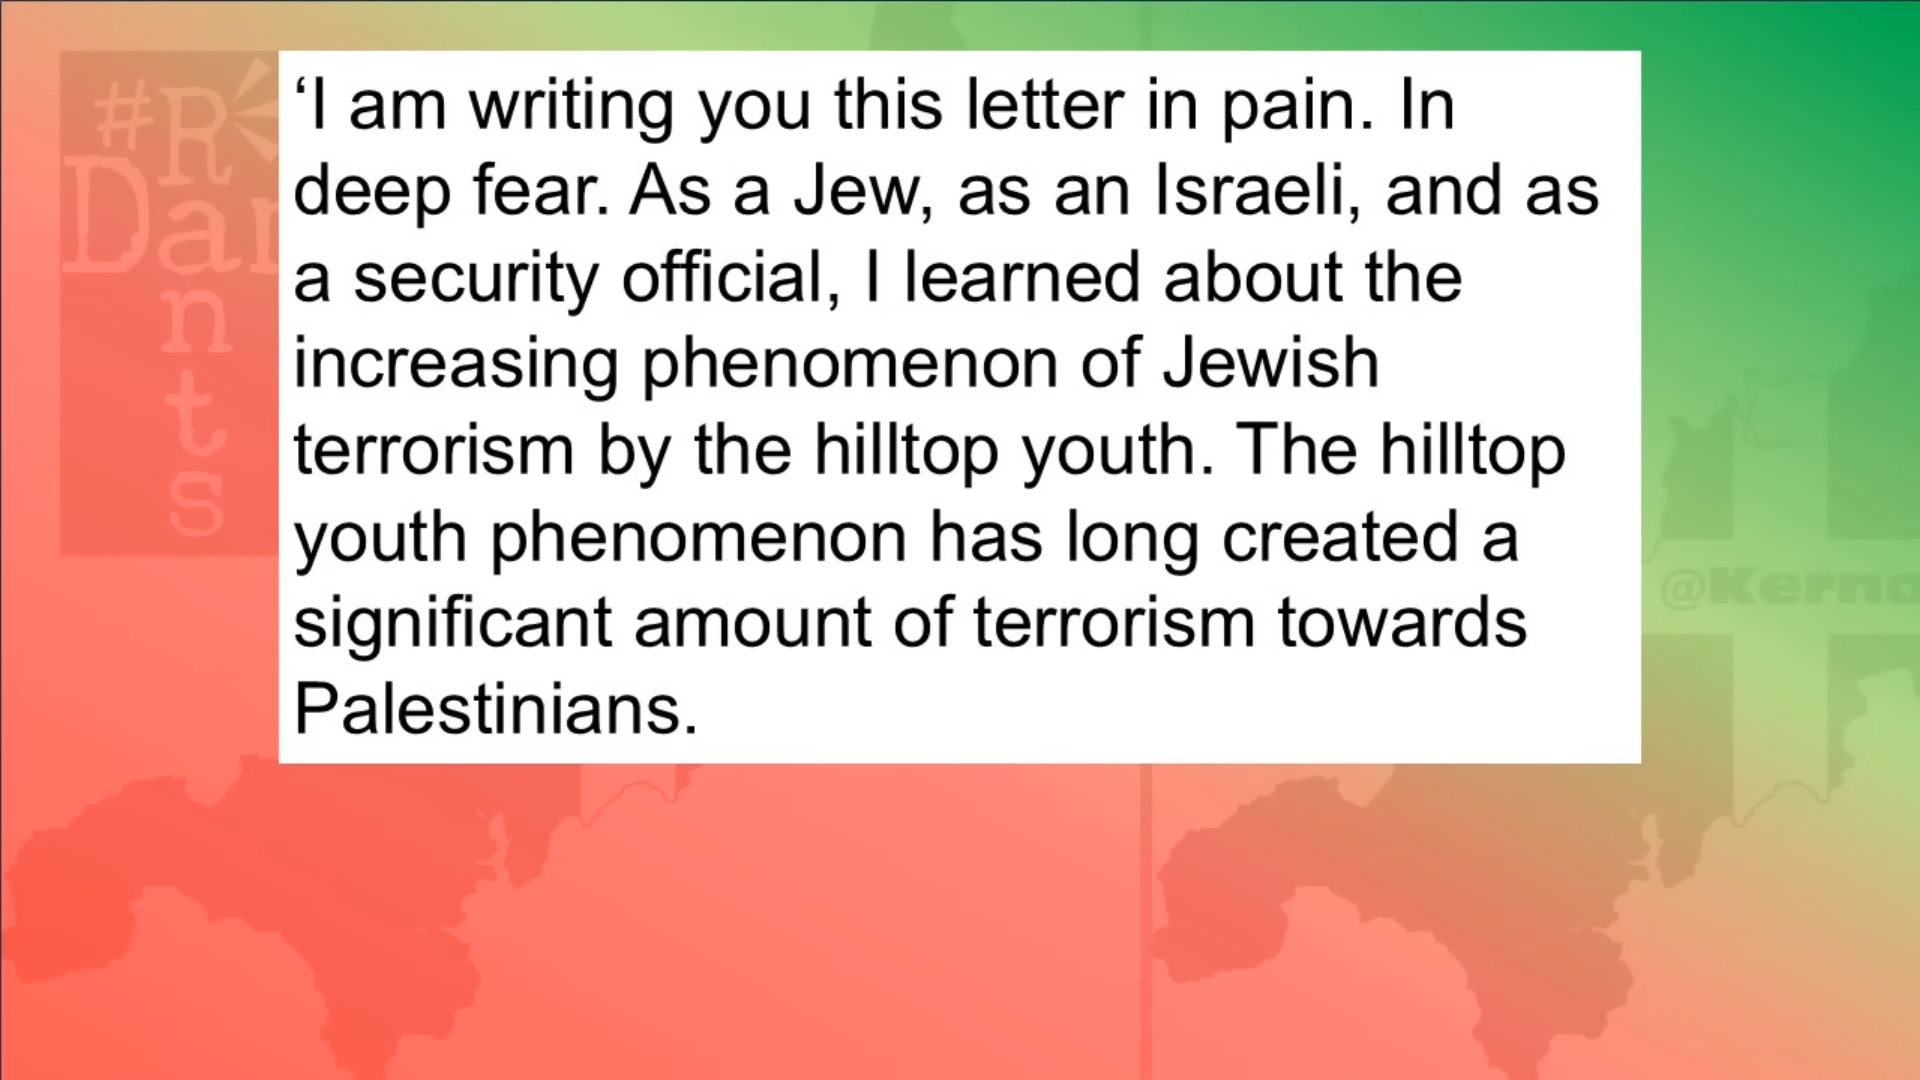 #R
Dan
n
t
s
‘I am writing you this letter in pain. In
deep fear. As a Jew, as an Israeli, and as
a security official, I learned about the
increasing phenomenon of Jewish
terrorism by the hilltop youth. The hilltop
youth phenomenon has long created a
significant amount of terrorism towards
Palestinians.
@Kerno